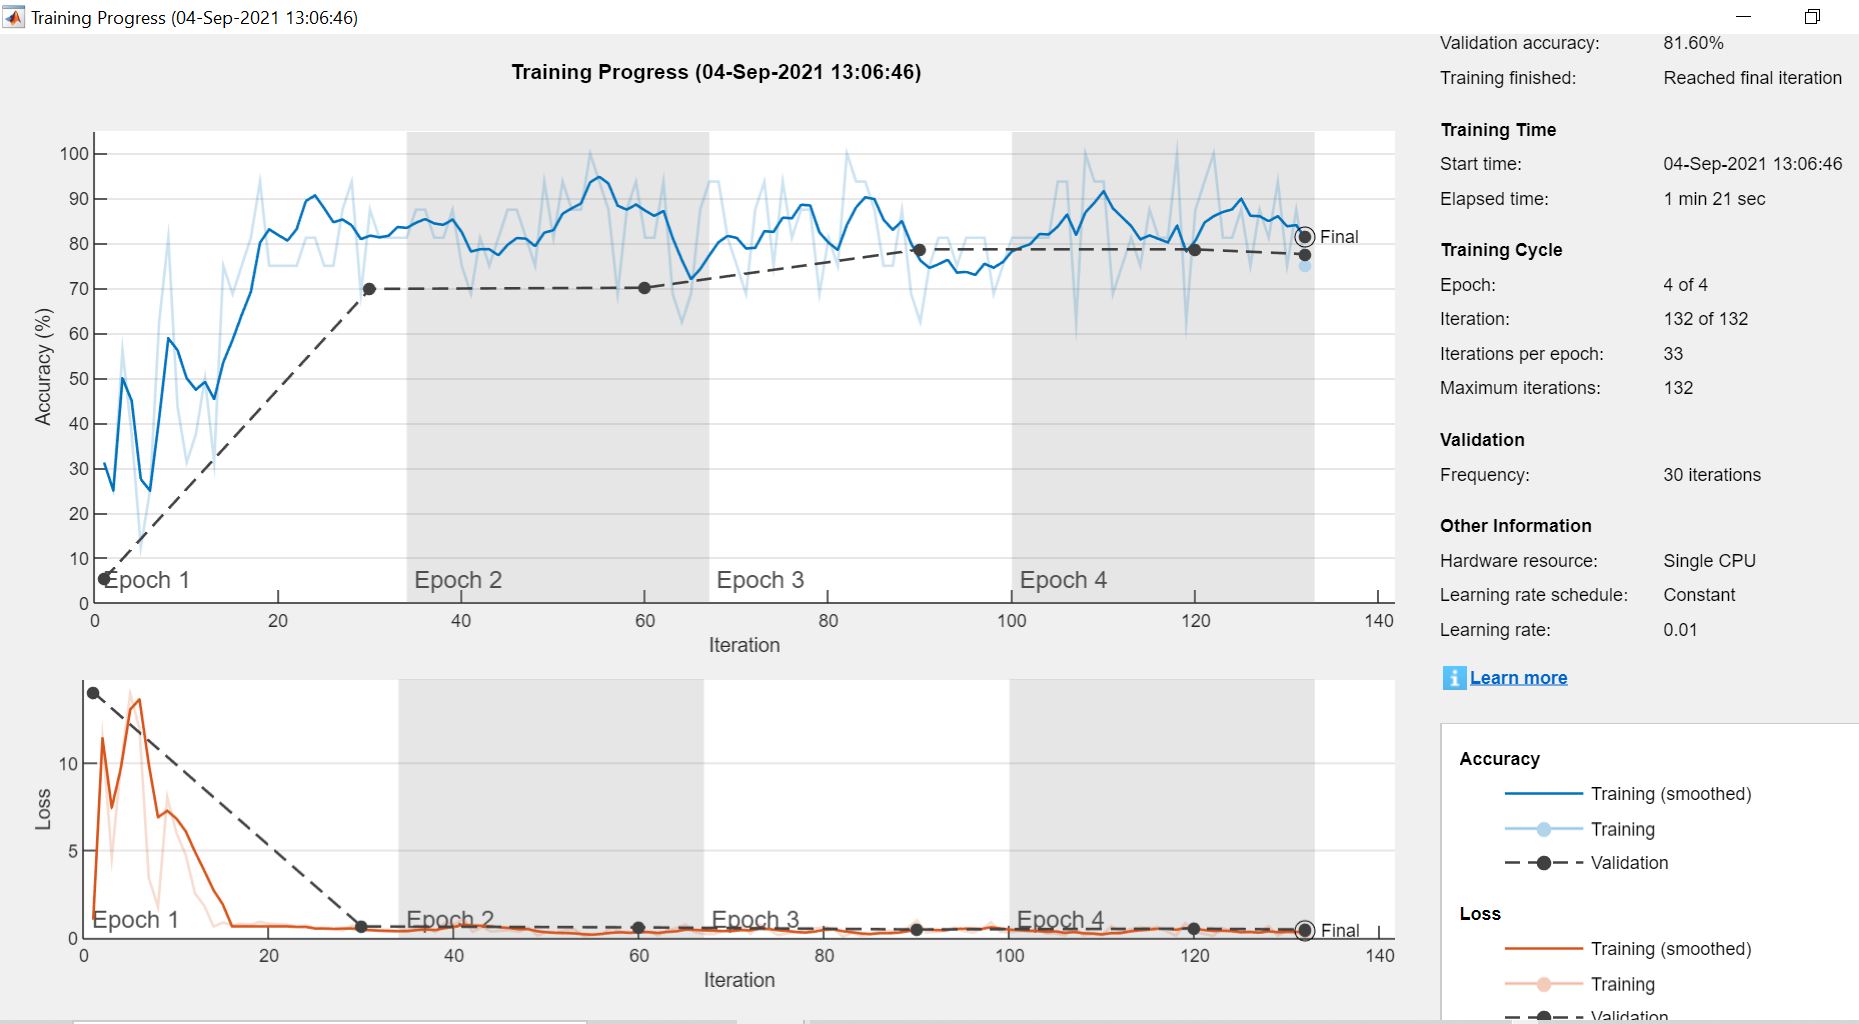 Training Progress (04-Sep-2021 13:06:46)
Training Progress (04-Sep-2021 13:06:46)
100
90
80
70
60
50
40
30
20
10
0
Accuracy (%)
Final
Epoch 1
Epoch 2
Epoch 3
Epoch 4
0 20 40 60 80 100 120 140
Iteration
10
5
0
Loss
Epoch 1
Epoch 2
Epoch 3
Epoch 4
Final
0 20 40 60 80 100 120 140
Iteration
Validation accuracy: 81.60%
Training finished: Reached final iteration
Training Time
Start time: 04-Sep-2021 13:06:46
Elapsed time: 1 min 21 sec
Training Cycle
Epoch: 4 of 4
Iteration: 132 of 132
Iterations per epoch: 33
Maximum iterations: 132
Validation
Frequency: 30 iterations
Other Information
Hardware resource: Single CPU
Learning rate schedule: Constant
Learning rate: 0.01
i Learn more
Accuracy
Training (smoothed)
Training
Validation
Loss
Training (smoothed)
Training
Validation